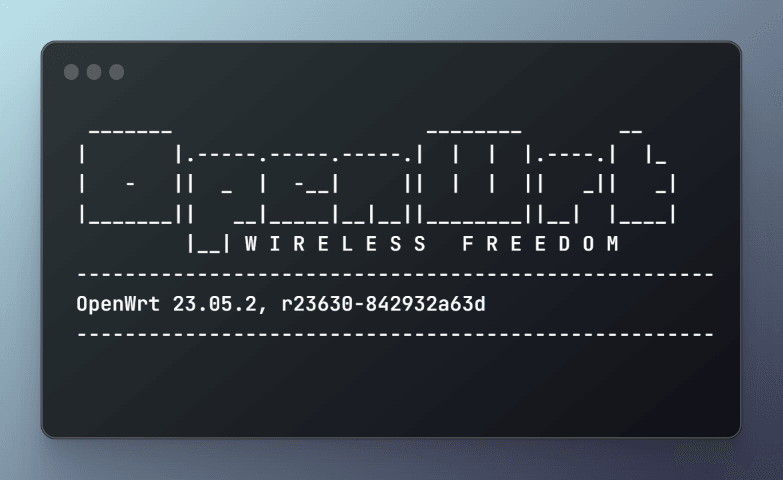 _______                     ________        __
|       |.-----.-----.-----.|  |  |  |.----.|  |_
|   -   ||  _  |  -__|     ||  |  |  ||   _||   _|
|_______||   __|_____|__|__||________||__|  |____|
         |__| W I R E L E S S   F R E E D O M
-----------------------------------------------------
OpenWrt 23.05.2, r23630-842932a63d
-----------------------------------------------------